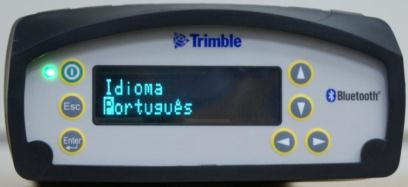 Trimble
Idioma
Português
Esc
Enter
Bluetooth®